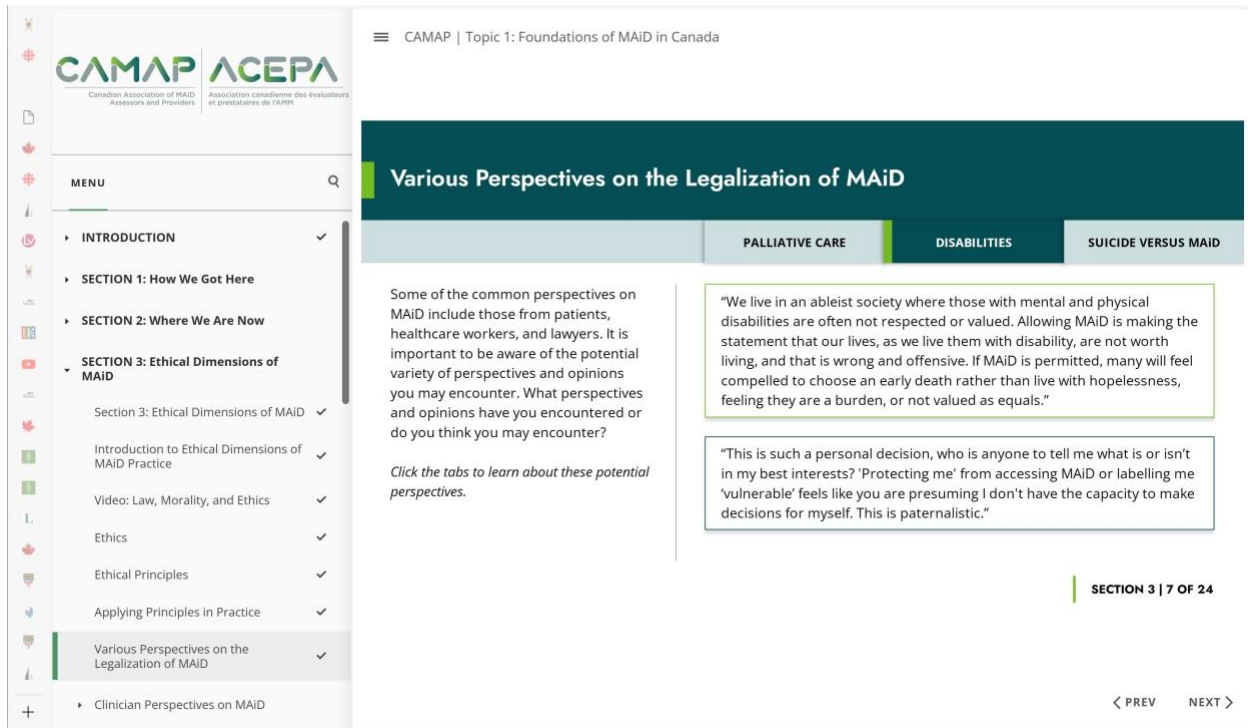 CAMAP | Topic 1: Foundations of MAiD in Canada
CAMAP ACEPA
Canadian Association of MAiD
Assessors and Providers
Association canadienne des évaluateurs
et prestataires de l'AMM
MENU
INTRODUCTION
SECTION 1: How We Got Here
SECTION 2: Where We Are Now
SECTION 3: Ethical Dimensions of
MAiD
Section 3: Ethical Dimensions of MAiD
Introduction to Ethical Dimensions of
MAiD Practice
Video: Law, Morality, and Ethics
Ethics
Ethical Principles
Applying Principles in Practice
Various Perspectives on the
Legalization of MAiD
Clinician Perspectives on MAiD
Various Perspectives on the Legalization of MAiD
PALLIATIVE CARE
DISABILITIES
SUICIDE VERSUS MAiD
Some of the common perspectives on
MAiD include those from patients,
healthcare workers, and lawyers. It is
important to be aware of the potential
variety of perspectives and opinions
you may encounter. What perspectives
and opinions have you encountered or
do you think you may encounter?
Click the tabs to learn about these potential
perspectives.
“We live in an ableist society where those with mental and physical
disabilities are often not respected or valued. Allowing MAiD is making the
statement that our lives, as we live them with disability, are not worth
living, and that is wrong and offensive. If MAiD is permitted, many will feel
compelled to choose an early death rather than live with hopelessness,
feeling they are a burden, or not valued as equals.”
“This is such a personal decision, who is anyone to tell me what is or isn’t
in my best interests? 'Protecting me' from accessing MAiD or labelling me
‘vulnerable’ feels like you are presuming I don't have the capacity to make
decisions for myself. This is paternalistic.”
SECTION 3 | 7 OF 24
PREV
NEXT
L